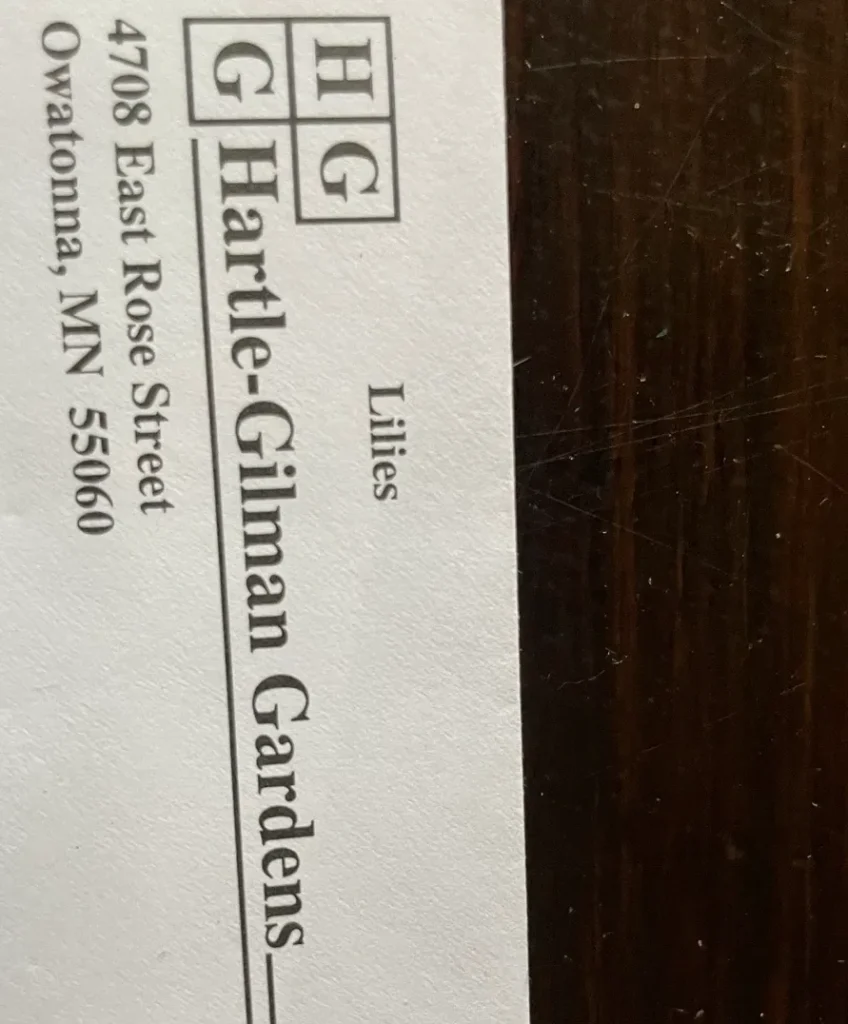 Lilies
H G
G Hartle-Gilman Gardens
4708 East Rose Street
Owatonna, MN 55060